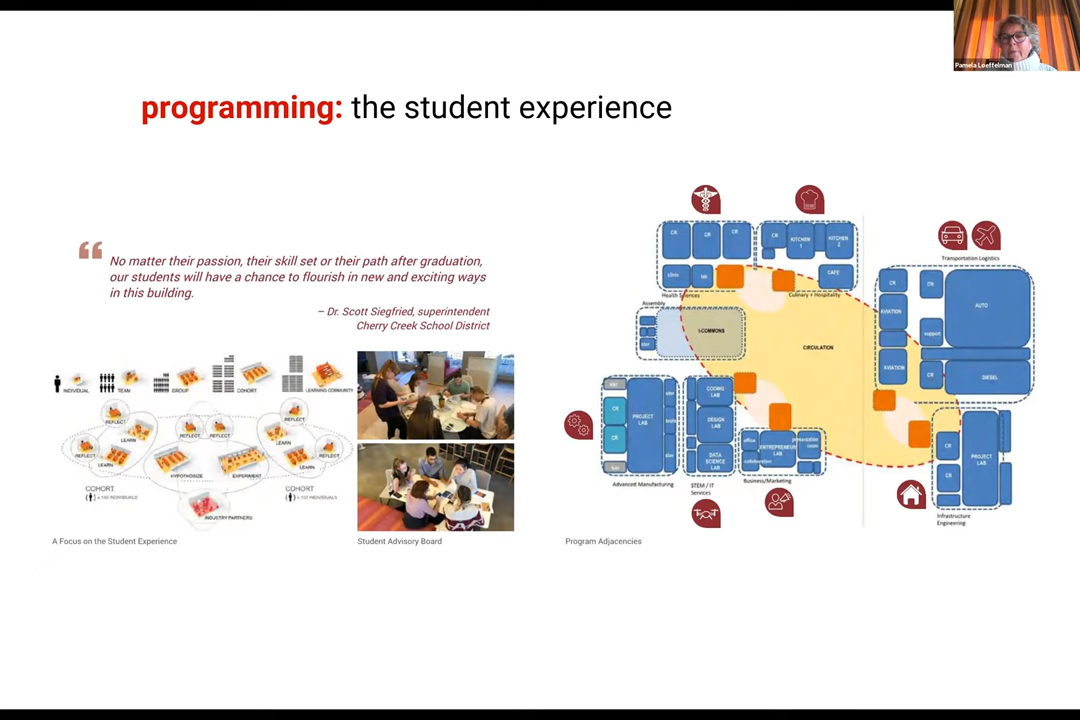 Pamela Loeffelman
programming: the student experience
“ No matter their passion, their skill set or their path after graduation,
our students will have a chance to flourish in new and exciting ways
in this building.
– Dr. Scott Siegfried, superintendent
Cherry Creek School District
INDIVIDUAL
TEAM
GROUP
COHORT
LEARNING COMMUNITY
REFLECT
REFLECT
LEARN
REFLECT
REFLECT
LEARN
REFLECT
LEARN
REFLECT
HYPOTHESIZE
EXPERIMENT
LEARN
COHORT
COHORT
INDUSTRY PARTNERS
A Focus on the Student Experience
Student Advisory Board
CR
CR
CR
clinic
lab
Health Sciences
CR
KITCHEN
1
KITCHEN
2
CAFE
Culinary + Hospitality
Assembly
I-COMMONS
CIRCULATION
Transportation Logistics
CR
CR
AUTO
AVIATION
support
AVIATION
CR
DIESEL
CR
CR
PROJECT
LAB
Advanced Manufacturing
CODING
LAB
DESIGN
LAB
DATA
SCIENCE
LAB
STEM / IT
Services
office
ENTREPRENEUR
LAB
presentation
room
collaboration
Business/Marketing
CR
CR
PROJECT
LAB
Infrastructure
Engineering
Program Adjacencies